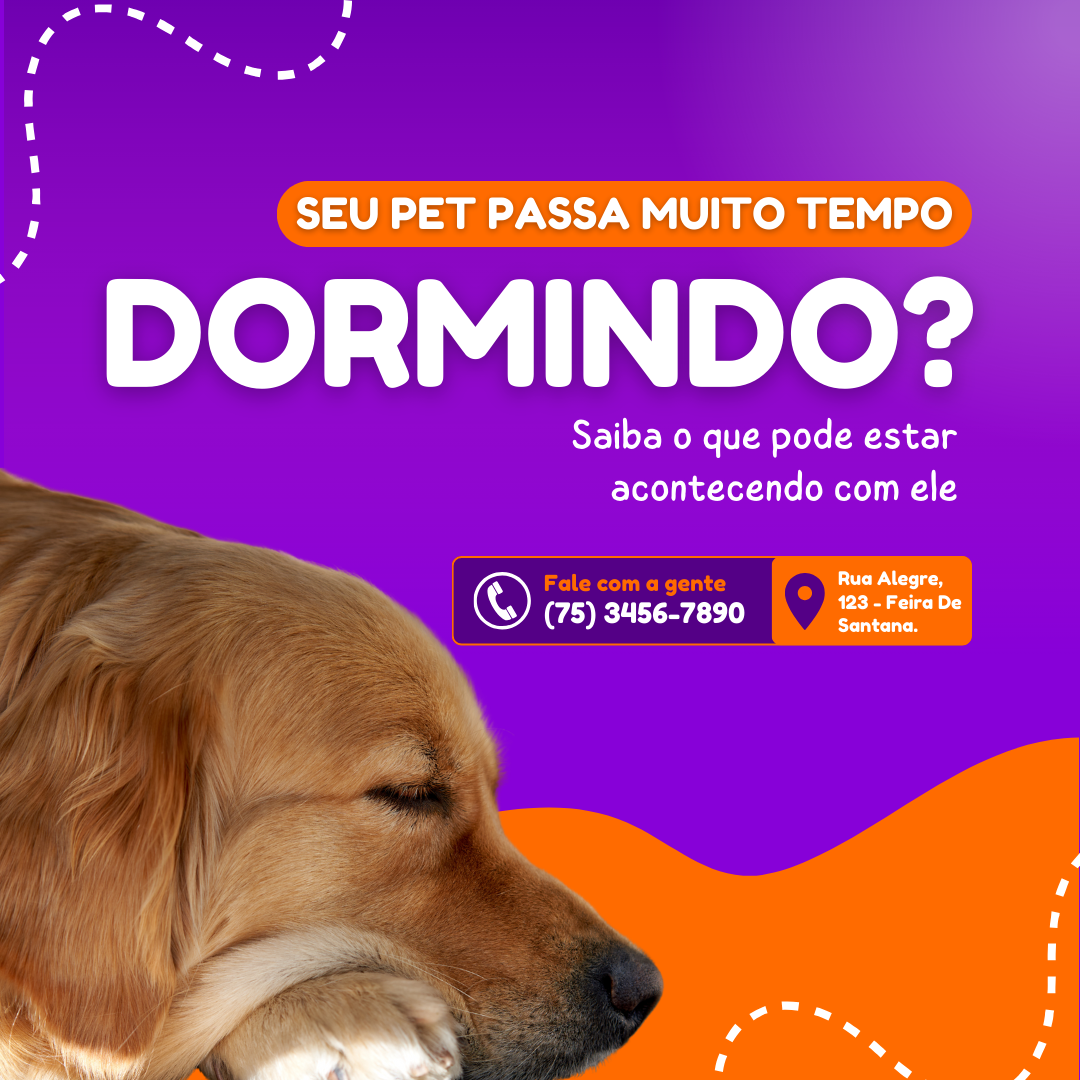 SEU PET PASSA MUITO TEMPO
DORMINDO?
Saiba o que pode estar
acontecendo com ele
Fale com a gente
(75) 3456-7890
Rua Alegre,
123 - Feira De
Santana.